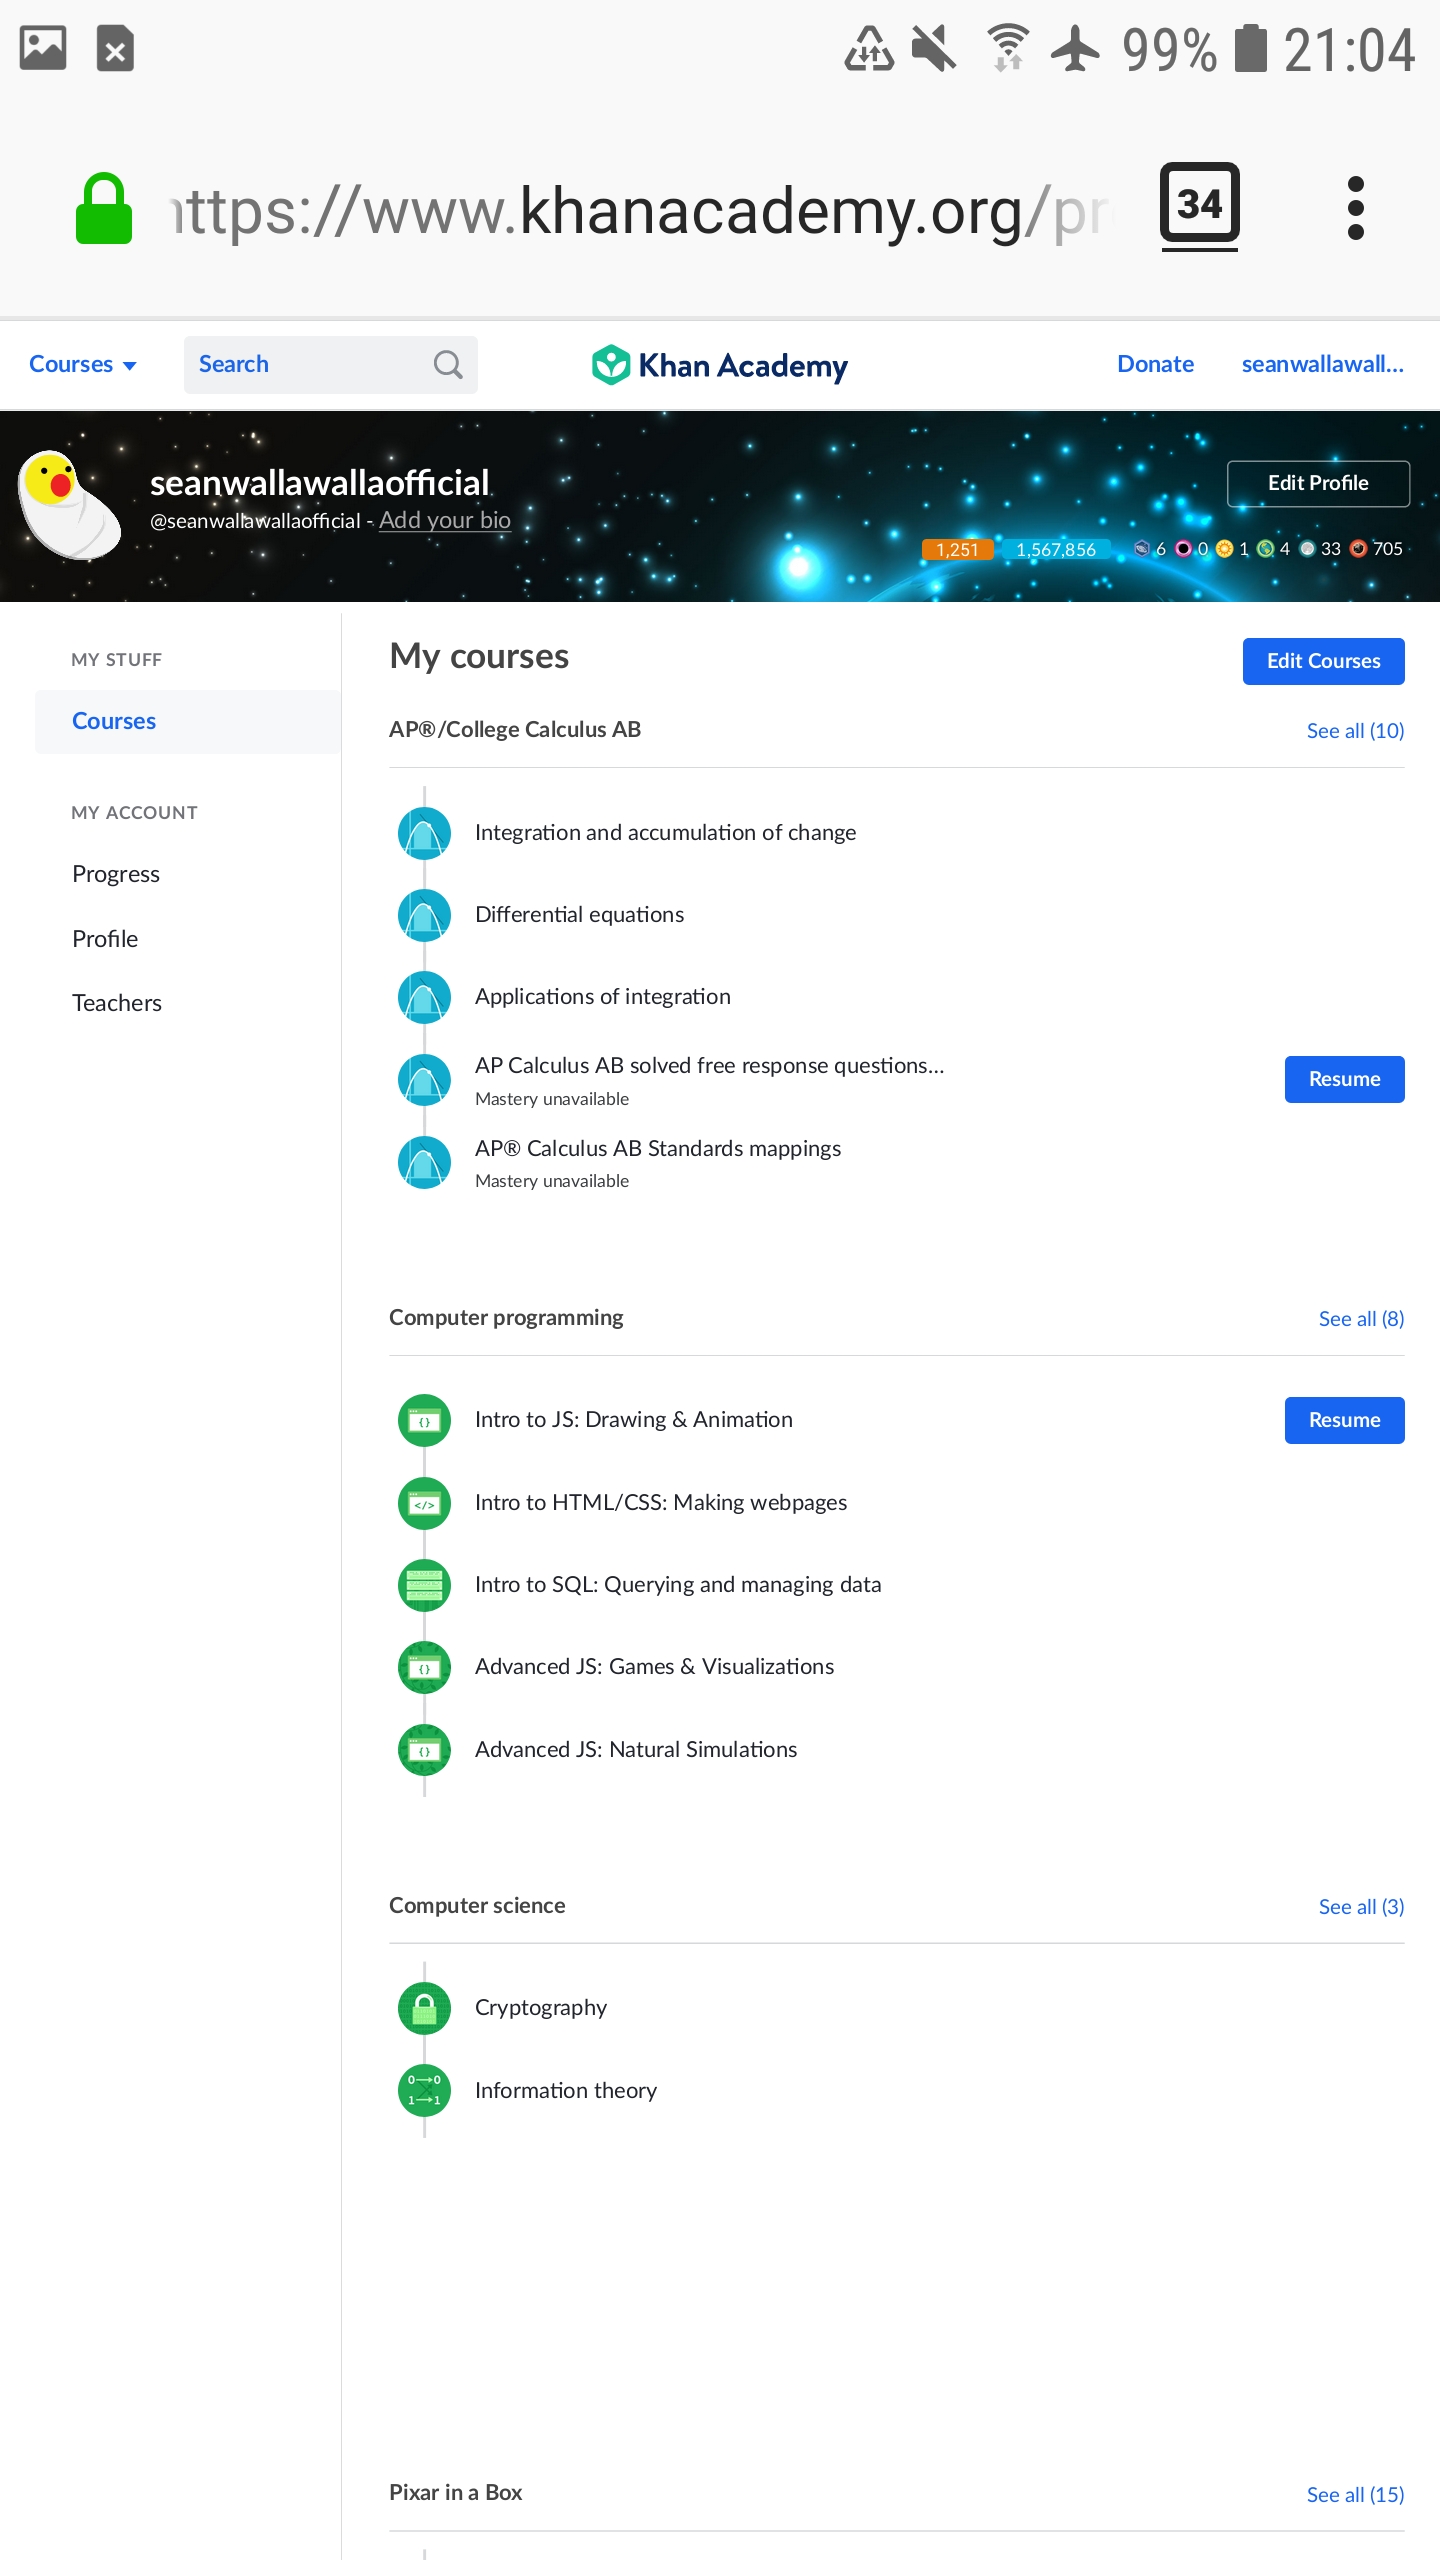 99% 21:04
https://www.khanacademy.org/pr
34
Courses
Search
Khan Academy
Donate
seanwallawall...
seanwallawallaofficial
@seanwallawallaofficial - Add your bio
Edit Profile
1,251 1,567,856 6 0 1 4 33 705
MY STUFF
Courses
MY ACCOUNT
Progress
Profile
Teachers
My courses
Edit Courses
AP®/College Calculus AB
See all (10)
Integration and accumulation of change
Differential equations
Applications of integration
AP Calculus AB solved free response questions...
Mastery unavailable
Resume
AP® Calculus AB Standards mappings
Mastery unavailable
Computer programming
See all (8)
Intro to JS: Drawing & Animation
Resume
Intro to HTML/CSS: Making webpages
Intro to SQL: Querying and managing data
Advanced JS: Games & Visualizations
Advanced JS: Natural Simulations
Computer science
See all (3)
Cryptography
Information theory
Pixar in a Box
See all (15)